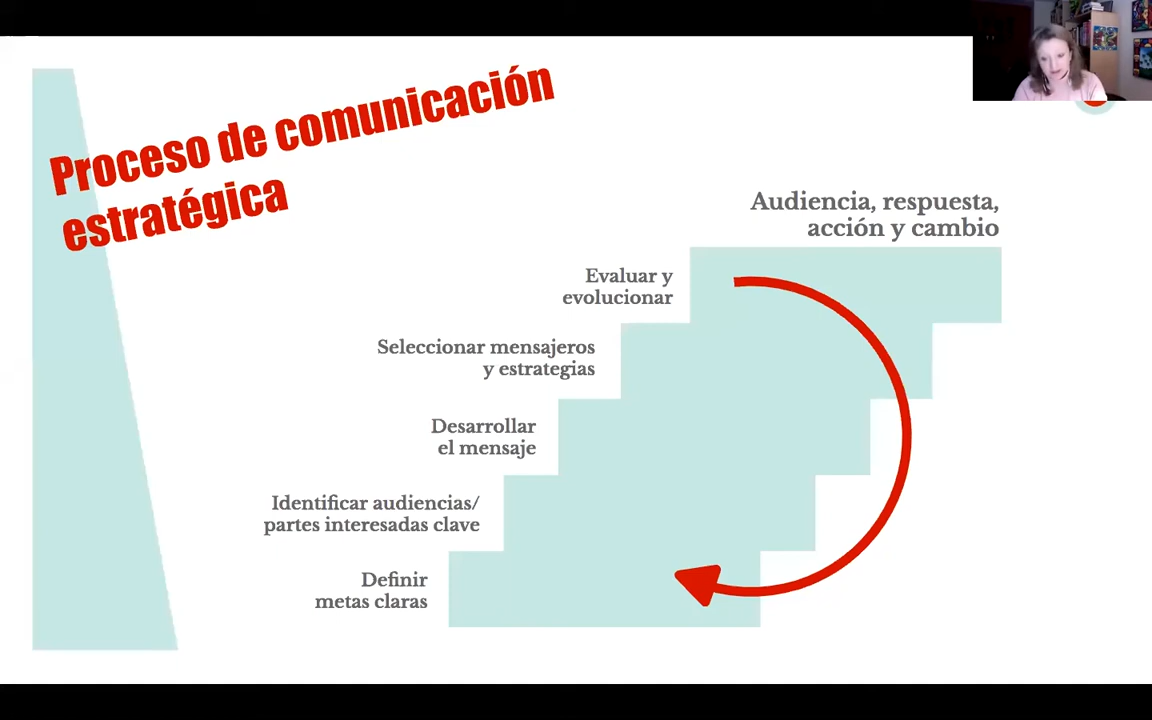 Proceso de comunicación
estratégica
Audiencia, respuesta,
acción y cambio
Evaluar y
evolucionar
Seleccionar mensajeros
y estrategias
Desarrollar
el mensaje
Identificar audiencias/
partes interesadas clave
Definir
metas claras